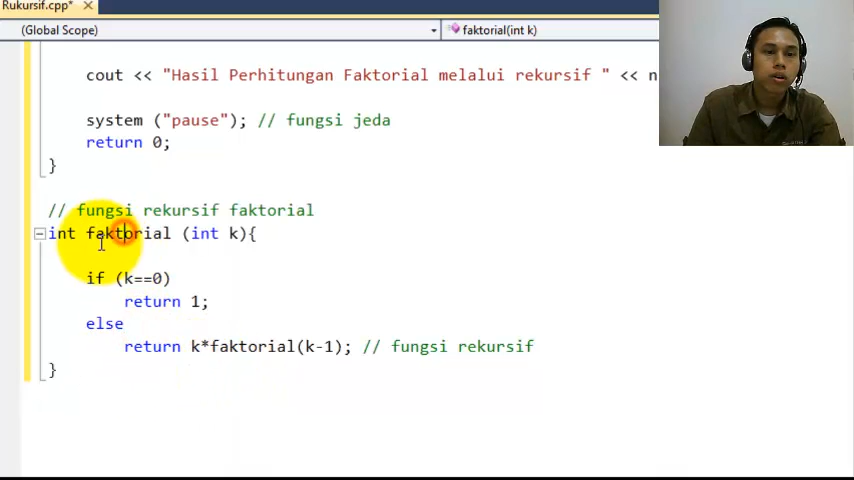 Rukursif.cpp*
(Global Scope)
faktorial(int k)
cout << "Hasil Perhitungan Faktorial melalui rekursif " << n
system ("pause"); // fungsi jeda
return 0;
}
// fungsi rekursif faktorial
int faktorial (int k){
if (k==0)
return 1;
else
return k*faktorial(k-1); // fungsi rekursif
}